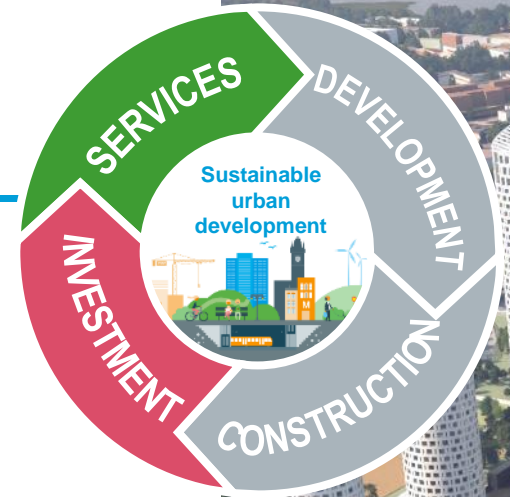 SERVICES
DEVELOPMENT
Sustainable
urban
development
INVESTMENT
CONSTRUCTION